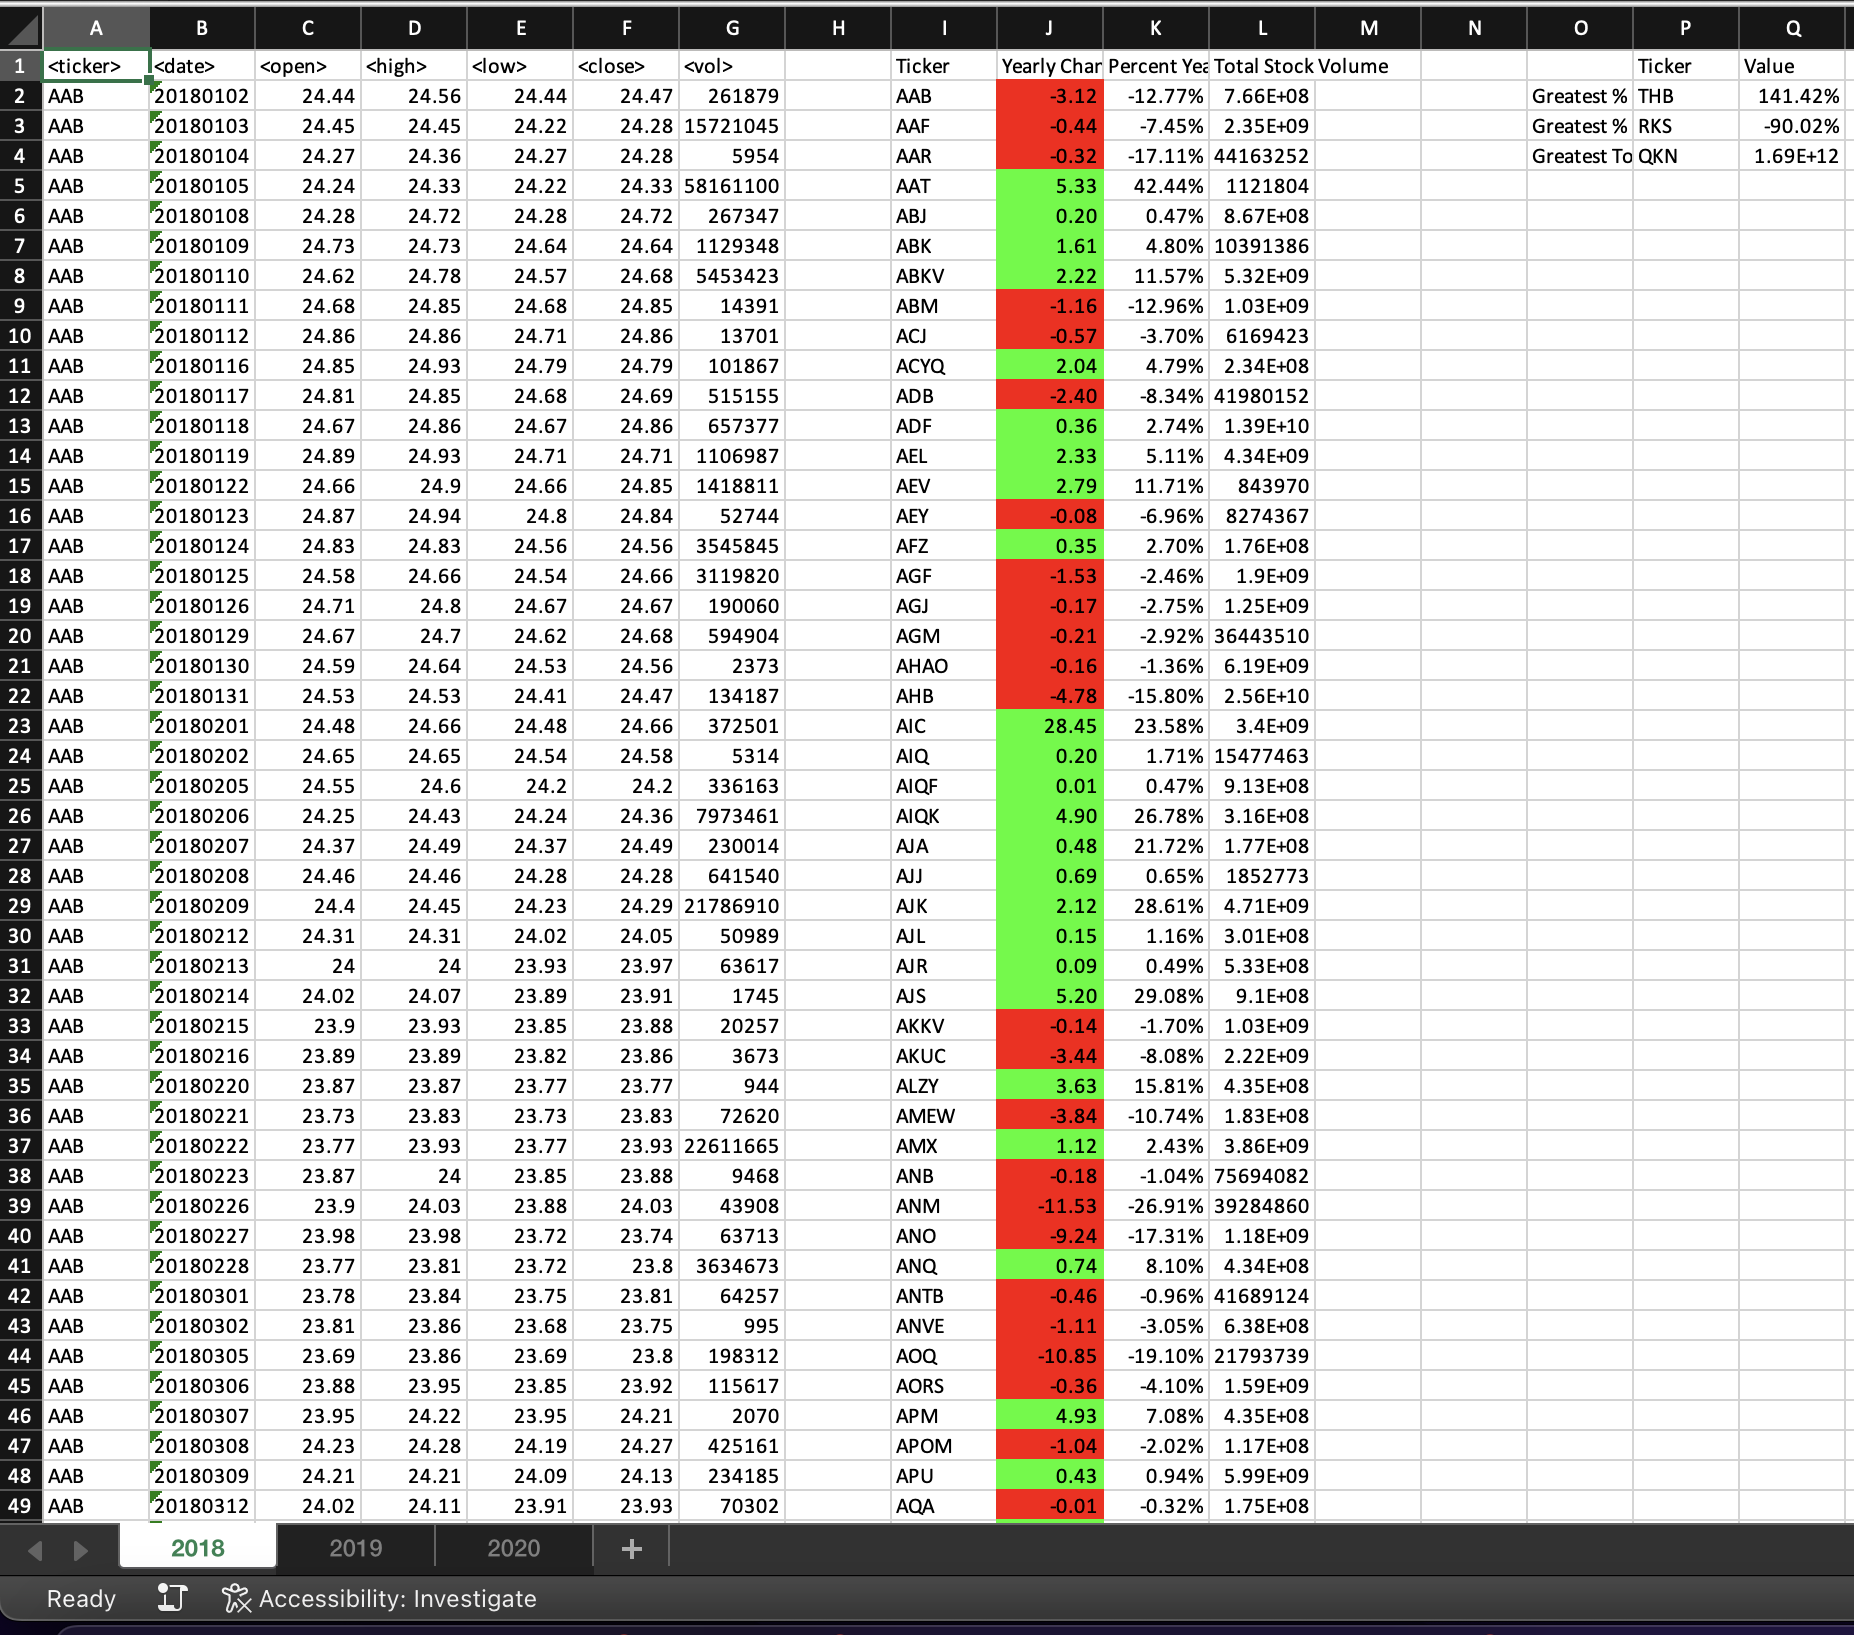 A B C D E F G H I J K L M N O P Q
1 <ticker> <date> <open> <high> <low> <close> <vol> Ticker Yearly Char Percent Yea Total Stock Volume Ticker Value
2 AAB 20180102 24.44 24.56 24.44 24.47 261879 AAB -3.12 -12.77% 7.66E+08 Greatest % THB 141.42%
3 AAB 20180103 24.45 24.45 24.22 24.28 15721045 AAF -0.44 -7.45% 2.35E+09 Greatest % RKS -90.02%
4 AAB 20180104 24.27 24.36 24.27 24.28 5954 AAR -0.32 -17.11% 44163252 Greatest To QKN 1.69E+12
5 AAB 20180105 24.24 24.33 24.22 24.33 58161100 AAT 5.33 42.44% 1121804
6 AAB 20180108 24.28 24.72 24.28 24.72 267347 ABJ 0.20 0.47% 8.67E+08
7 AAB 20180109 24.73 24.73 24.64 24.64 1129348 ABK 1.61 4.80% 10391386
8 AAB 20180110 24.62 24.78 24.57 24.68 5453423 ABKV 2.22 11.57% 5.32E+09
9 AAB 20180111 24.68 24.85 24.68 24.85 14391 ABM -1.16 -12.96% 1.03E+09
10 AAB 20180112 24.86 24.86 24.71 24.86 13701 ACJ -0.57 -3.70% 6169423
11 AAB 20180116 24.85 24.93 24.79 24.79 101867 ACYQ 2.04 4.79% 2.34E+08
12 AAB 20180117 24.81 24.85 24.68 24.69 515155 ADB -2.40 -8.34% 41980152
13 AAB 20180118 24.67 24.86 24.67 24.86 657377 ADF 0.36 2.74% 1.39E+10
14 AAB 20180119 24.89 24.93 24.71 24.71 1106987 AEL 2.33 5.11% 4.34E+09
15 AAB 20180122 24.66 24.9 24.66 24.85 1418811 AEV 2.79 11.71% 843970
16 AAB 20180123 24.87 24.94 24.8 24.84 52744 AEY -0.08 -6.96% 8274367
17 AAB 20180124 24.83 24.83 24.56 24.56 3545845 AFZ 0.35 2.70% 1.76E+08
18 AAB 20180125 24.58 24.66 24.54 24.66 3119820 AGF -1.53 -2.46% 1.9E+09
19 AAB 20180126 24.71 24.8 24.67 24.67 190060 AGJ -0.17 -2.75% 1.25E+09
20 AAB 20180129 24.67 24.7 24.62 24.68 594904 AGM -0.21 -2.92% 36443510
21 AAB 20180130 24.59 24.64 24.53 24.56 2373 AHAO -0.16 -1.36% 6.19E+09
22 AAB 20180131 24.53 24.53 24.41 24.47 134187 AHB -4.78 -15.80% 2.56E+10
23 AAB 20180201 24.48 24.66 24.48 24.66 372501 AIC 28.45 23.58% 3.4E+09
24 AAB 20180202 24.65 24.65 24.54 24.58 5314 AIQ 0.20 1.71% 15477463
25 AAB 20180205 24.55 24.6 24.2 24.2 336163 AIQF 0.01 0.47% 9.13E+08
26 AAB 20180206 24.25 24.43 24.24 24.36 7973461 AIQK 4.90 26.78% 3.16E+08
27 AAB 20180207 24.37 24.49 24.37 24.49 230014 AJA 0.48 21.72% 1.77E+08
28 AAB 20180208 24.46 24.46 24.28 24.28 641540 AJJ 0.69 0.65% 1852773
29 AAB 20180209 24.4 24.45 24.23 24.29 21786910 AJK 2.12 28.61% 4.71E+09
30 AAB 20180212 24.31 24.31 24.02 24.05 50989 AJL 0.15 1.16% 3.01E+08
31 AAB 20180213 24 24 23.93 23.97 63617 AJR 0.09 0.49% 5.33E+08
32 AAB 20180214 24.02 24.07 23.89 23.91 1745 AJS 5.20 29.08% 9.1E+08
33 AAB 20180215 23.9 23.93 23.85 23.88 20257 AKKV -0.14 -1.70% 1.03E+09
34 AAB 20180216 23.89 23.89 23.82 23.86 3673 AKUC -3.44 -8.08% 2.22E+09
35 AAB 20180220 23.87 23.87 23.77 23.77 944 ALZY 3.63 15.81% 4.35E+08
36 AAB 20180221 23.73 23.83 23.73 23.83 72620 AMEW -3.84 -10.74% 1.83E+08
37 AAB 20180222 23.77 23.93 23.77 23.93 22611665 AMX 1.12 2.43% 3.86E+09
38 AAB 20180223 23.87 24 23.85 23.88 9468 ANB -0.18 -1.04% 75694082
39 AAB 20180226 23.9 24.03 23.88 24.03 43908 ANM -11.53 -26.91% 39284860
40 AAB 20180227 23.98 23.98 23.72 23.74 63713 ANO -9.24 -17.31% 1.18E+09
41 AAB 20180228 23.77 23.81 23.72 23.8 3634673 ANQ 0.74 8.10% 4.34E+08
42 AAB 20180301 23.78 23.84 23.75 23.81 64257 ANTB -0.46 -0.96% 41689124
43 AAB 20180302 23.81 23.86 23.68 23.75 995 ANVE -1.11 -3.05% 6.38E+08
44 AAB 20180305 23.69 23.86 23.69 23.8 198312 AOQ -10.85 -19.10% 21793739
45 AAB 20180306 23.88 23.95 23.85 23.92 115617 AORS -0.36 -4.10% 1.59E+09
46 AAB 20180307 23.95 24.22 23.95 24.21 2070 APM 4.93 7.08% 4.35E+08
47 AAB 20180308 24.23 24.28 24.19 24.27 425161 APOM -1.04 -2.02% 1.17E+08
48 AAB 20180309 24.21 24.21 24.09 24.13 234185 APU 0.43 0.94% 5.99E+09
49 AAB 20180312 24.02 24.11 23.91 23.93 70302 AQA -0.01 -0.32% 1.75E+08
2018 2019 2020 +
Ready Accessibility: Investigate